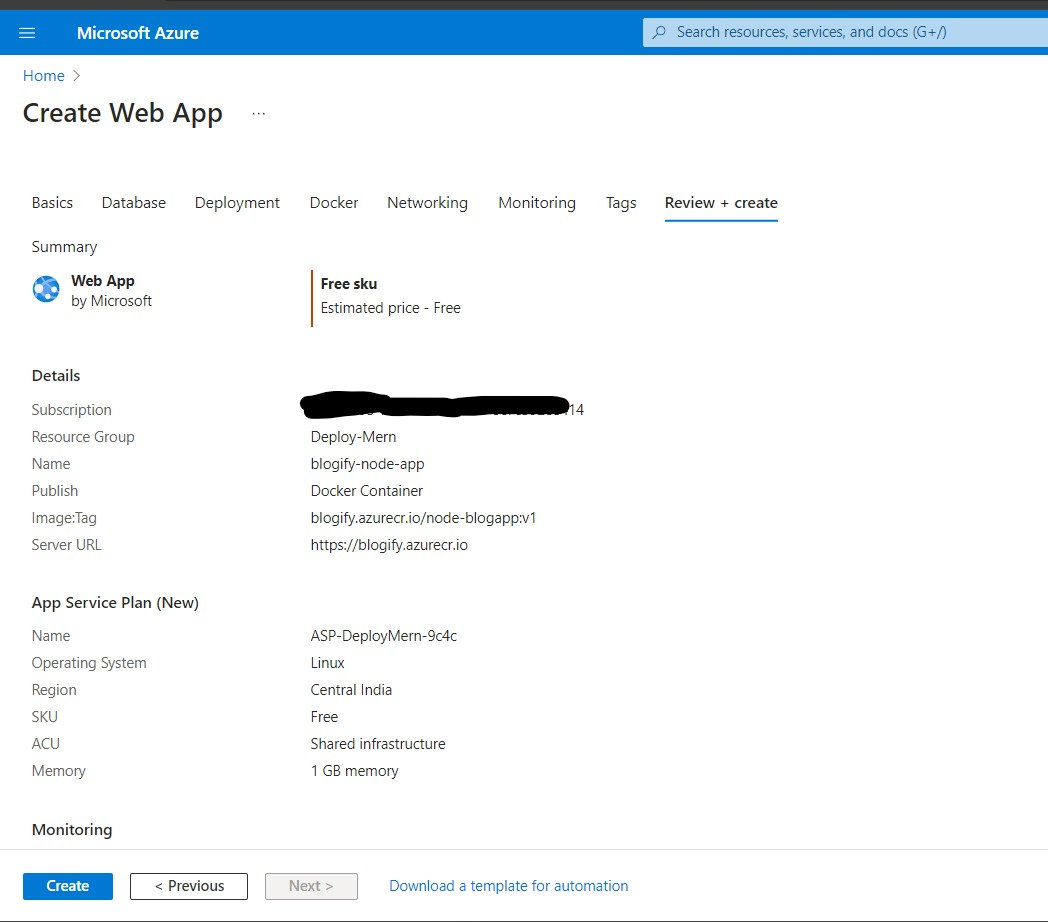 Microsoft Azure
Search resources, services, and docs (G+/)
Home >
Create Web App ...
Basics Database Deployment Docker Networking Monitoring Tags Review + create
Summary
Web App
by Microsoft
Free sku
Estimated price - Free
Details
Subscription 14
Resource Group Deploy-Mern
Name blogify-node-app
Publish Docker Container
Image:Tag blogify.azurecr.io/node-blogapp:v1
Server URL https://blogify.azurecr.io
App Service Plan (New)
Name ASP-DeployMern-9c4c
Operating System Linux
Region Central India
SKU Free
ACU Shared infrastructure
Memory 1 GB memory
Monitoring
Create < Previous Next > Download a template for automation